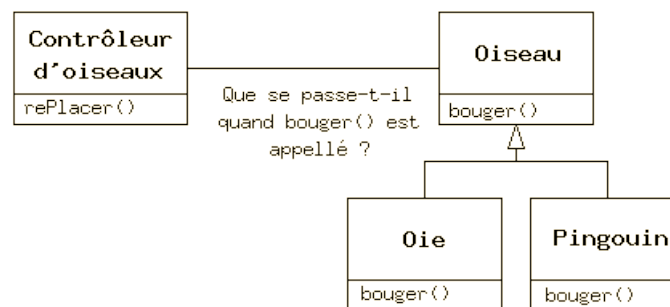 Contrôleur
d'oiseaux
rePlacer()
Oiseau
bouger()
Que se passe-t-il
quand bouger() est
appellé ?
Oie
bouger()
Pingouin
bouger()